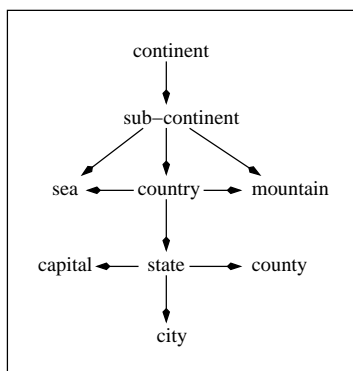 continent
sub–continent
sea country mountain
capital state county
city